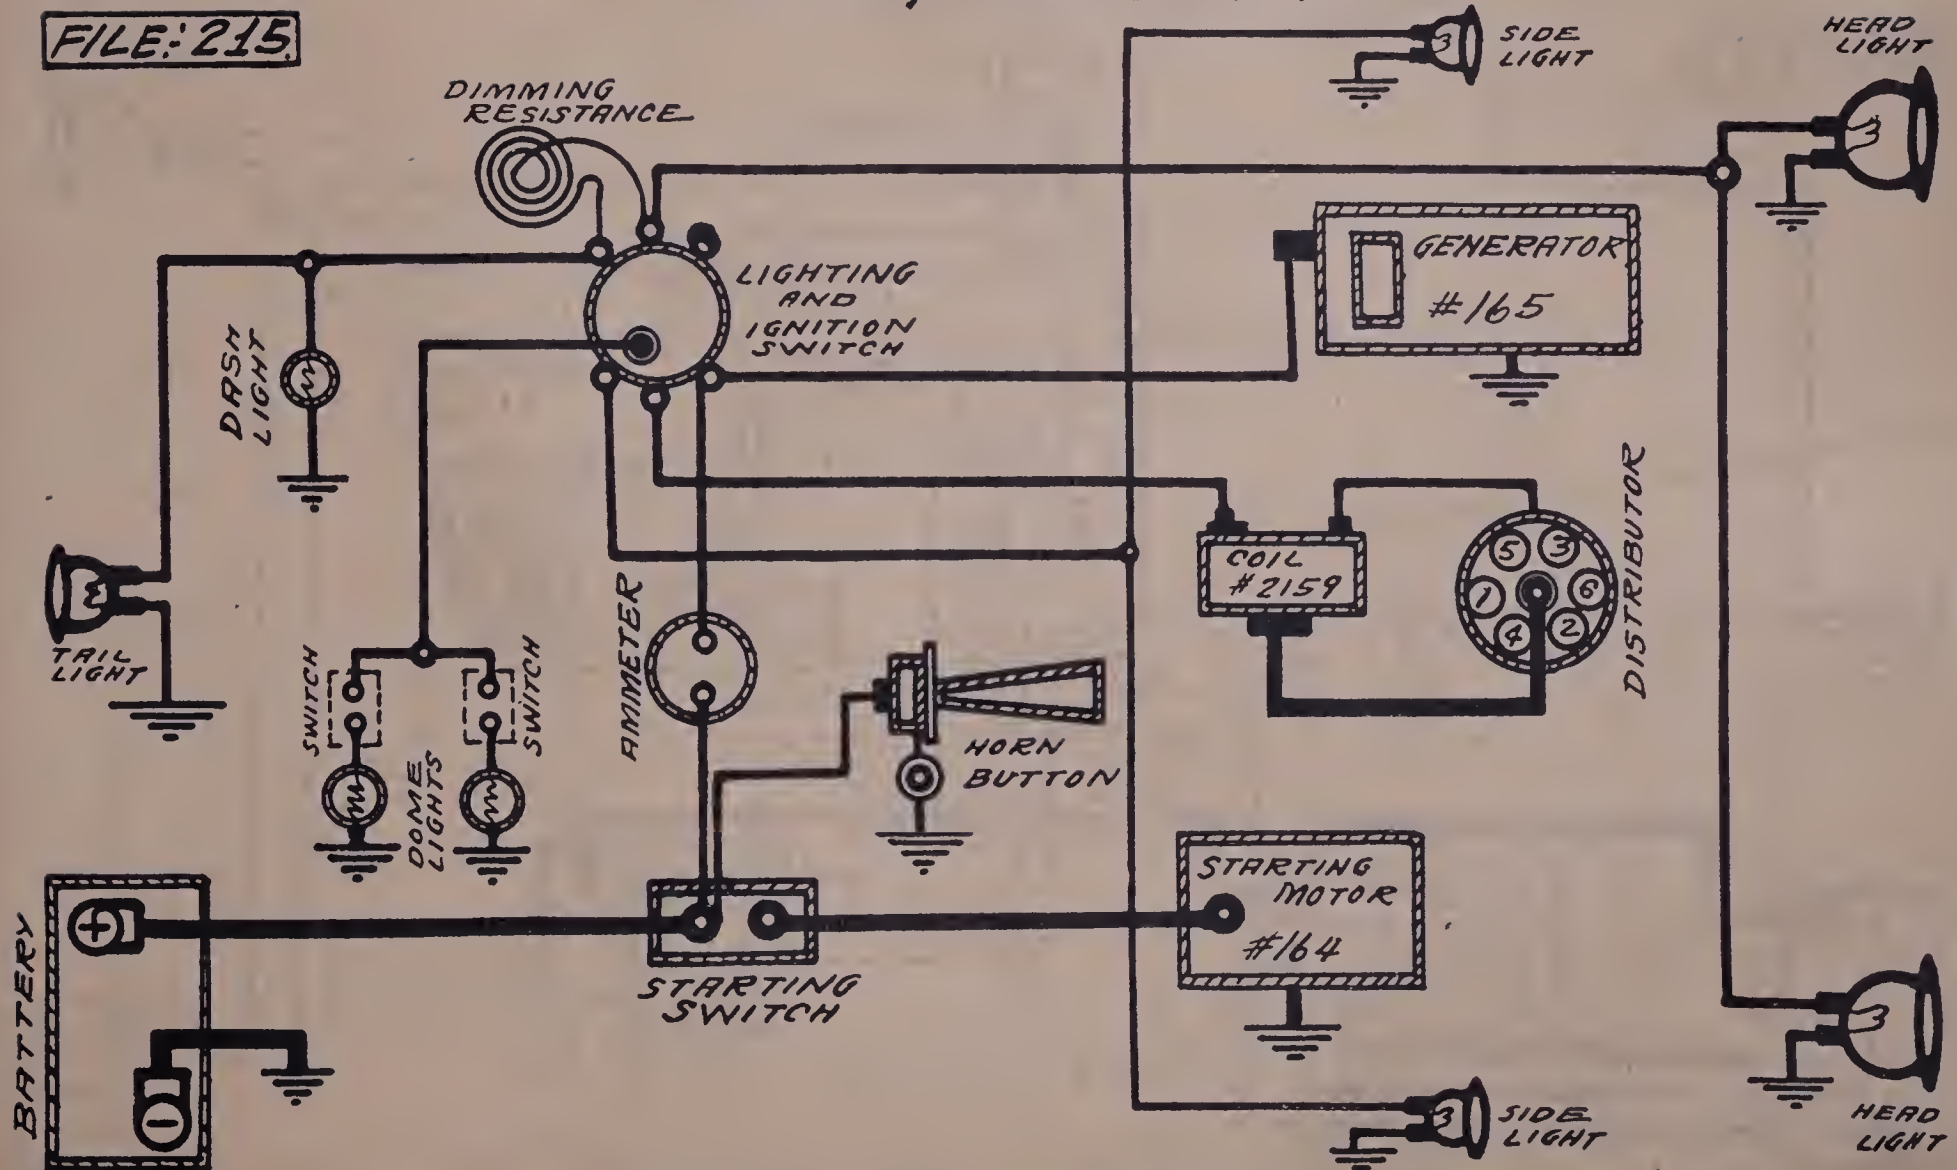 FILE:-215.
SIDE
LIGHT
HEAD
LIGHT
DIMMING
RESISTANCE
LIGHTING
AND
IGNITION
SWITCH
GENERATOR
#165
DASH
LIGHT
TAIL
LIGHT
SWITCH
SWITCH
DOME
LIGHTS
AMMETER
HORN
BUTTON
COIL
#2159
5
3
1
6
4
2
DISTRIBUTOR
BATTERY
+
-
STARTING
SWITCH
STARTING
MOTOR
#164
SIDE
LIGHT
HEAD
LIGHT